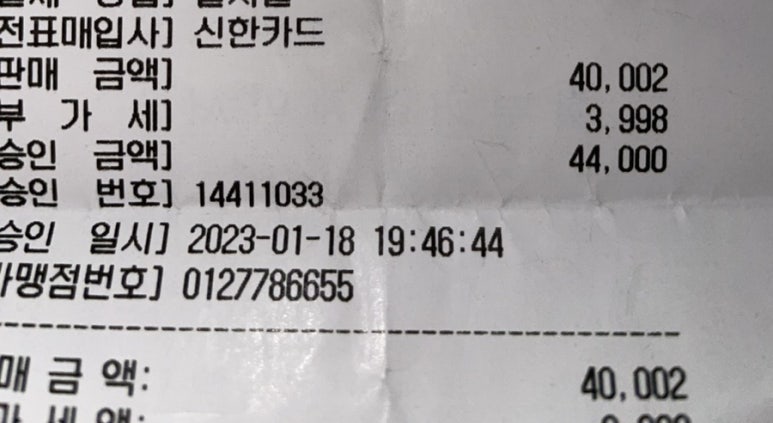 전표매입사] 신한카드
판매 금액] 40,002
부 가 세] 3,998
승인 금액] 44,000
승인 번호] 14411033
승인 일시] 2023-01-18 19:46:44
가맹점번호] 0127786655
매 금 액: 40,002